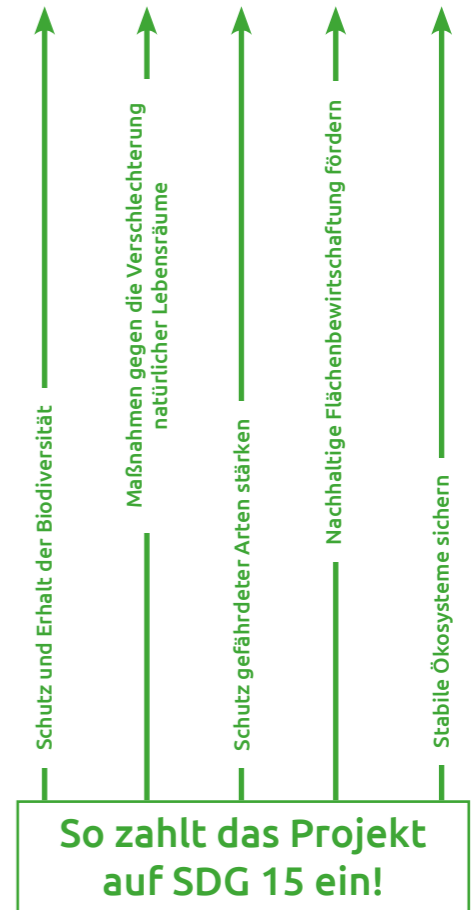 Schutz und Erhalt der Biodiversität
Maßnahmen gegen die Verschlechterung
natürlicher Lebensräume
Schutz gefährdeter Arten stärken
Nachhaltige Flächenbewirtschaftung fördern
Stabile Ökosysteme sichern
So zahlt das Projekt
auf SDG 15 ein!